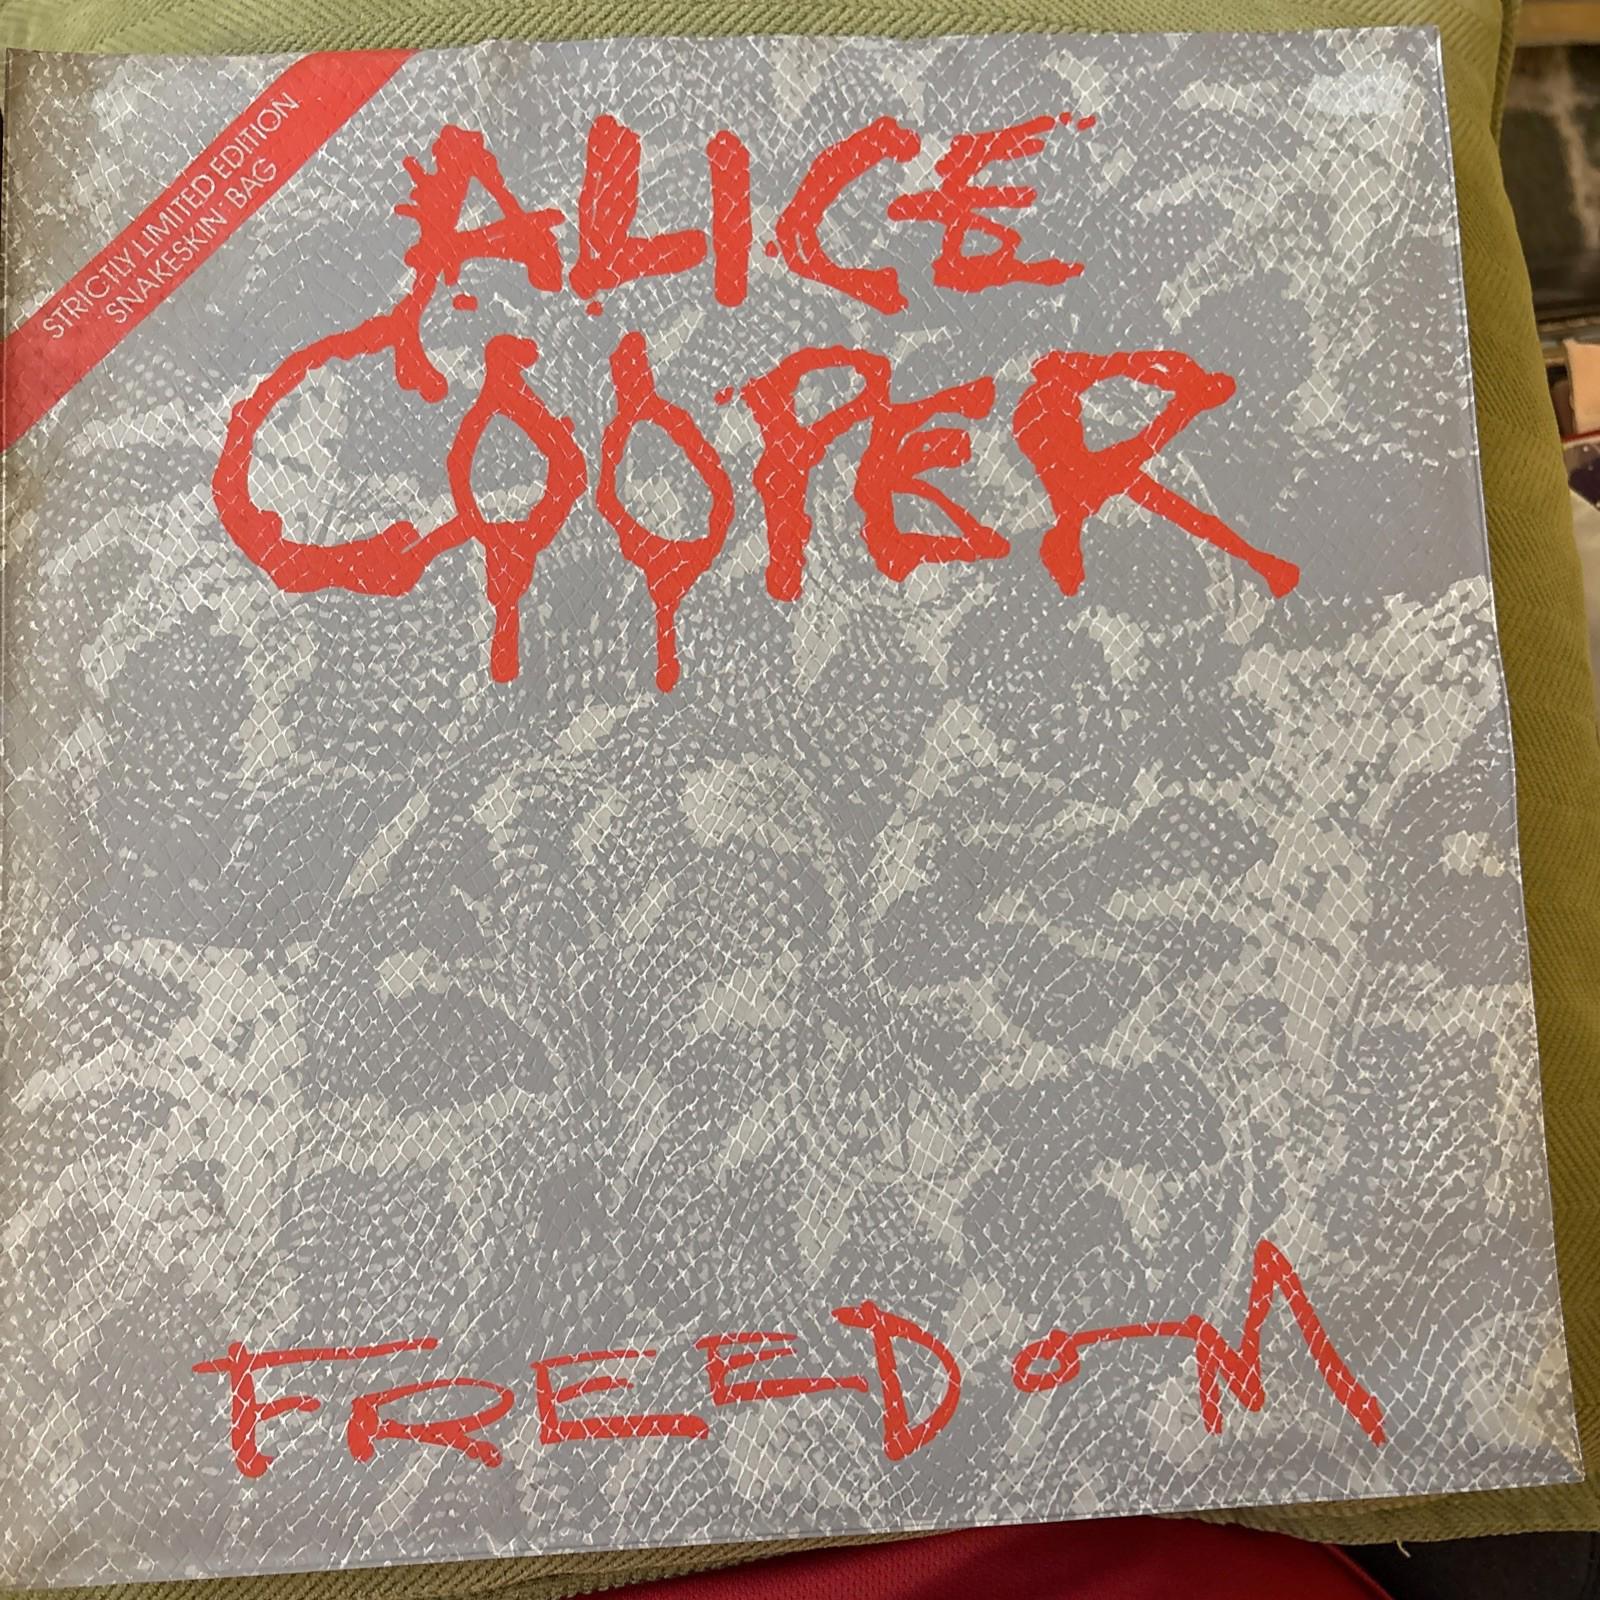 STRICTLY LIMITED EDITION
'SNAKESKIN' BAG
ALICE
COOPER
FREEDOM